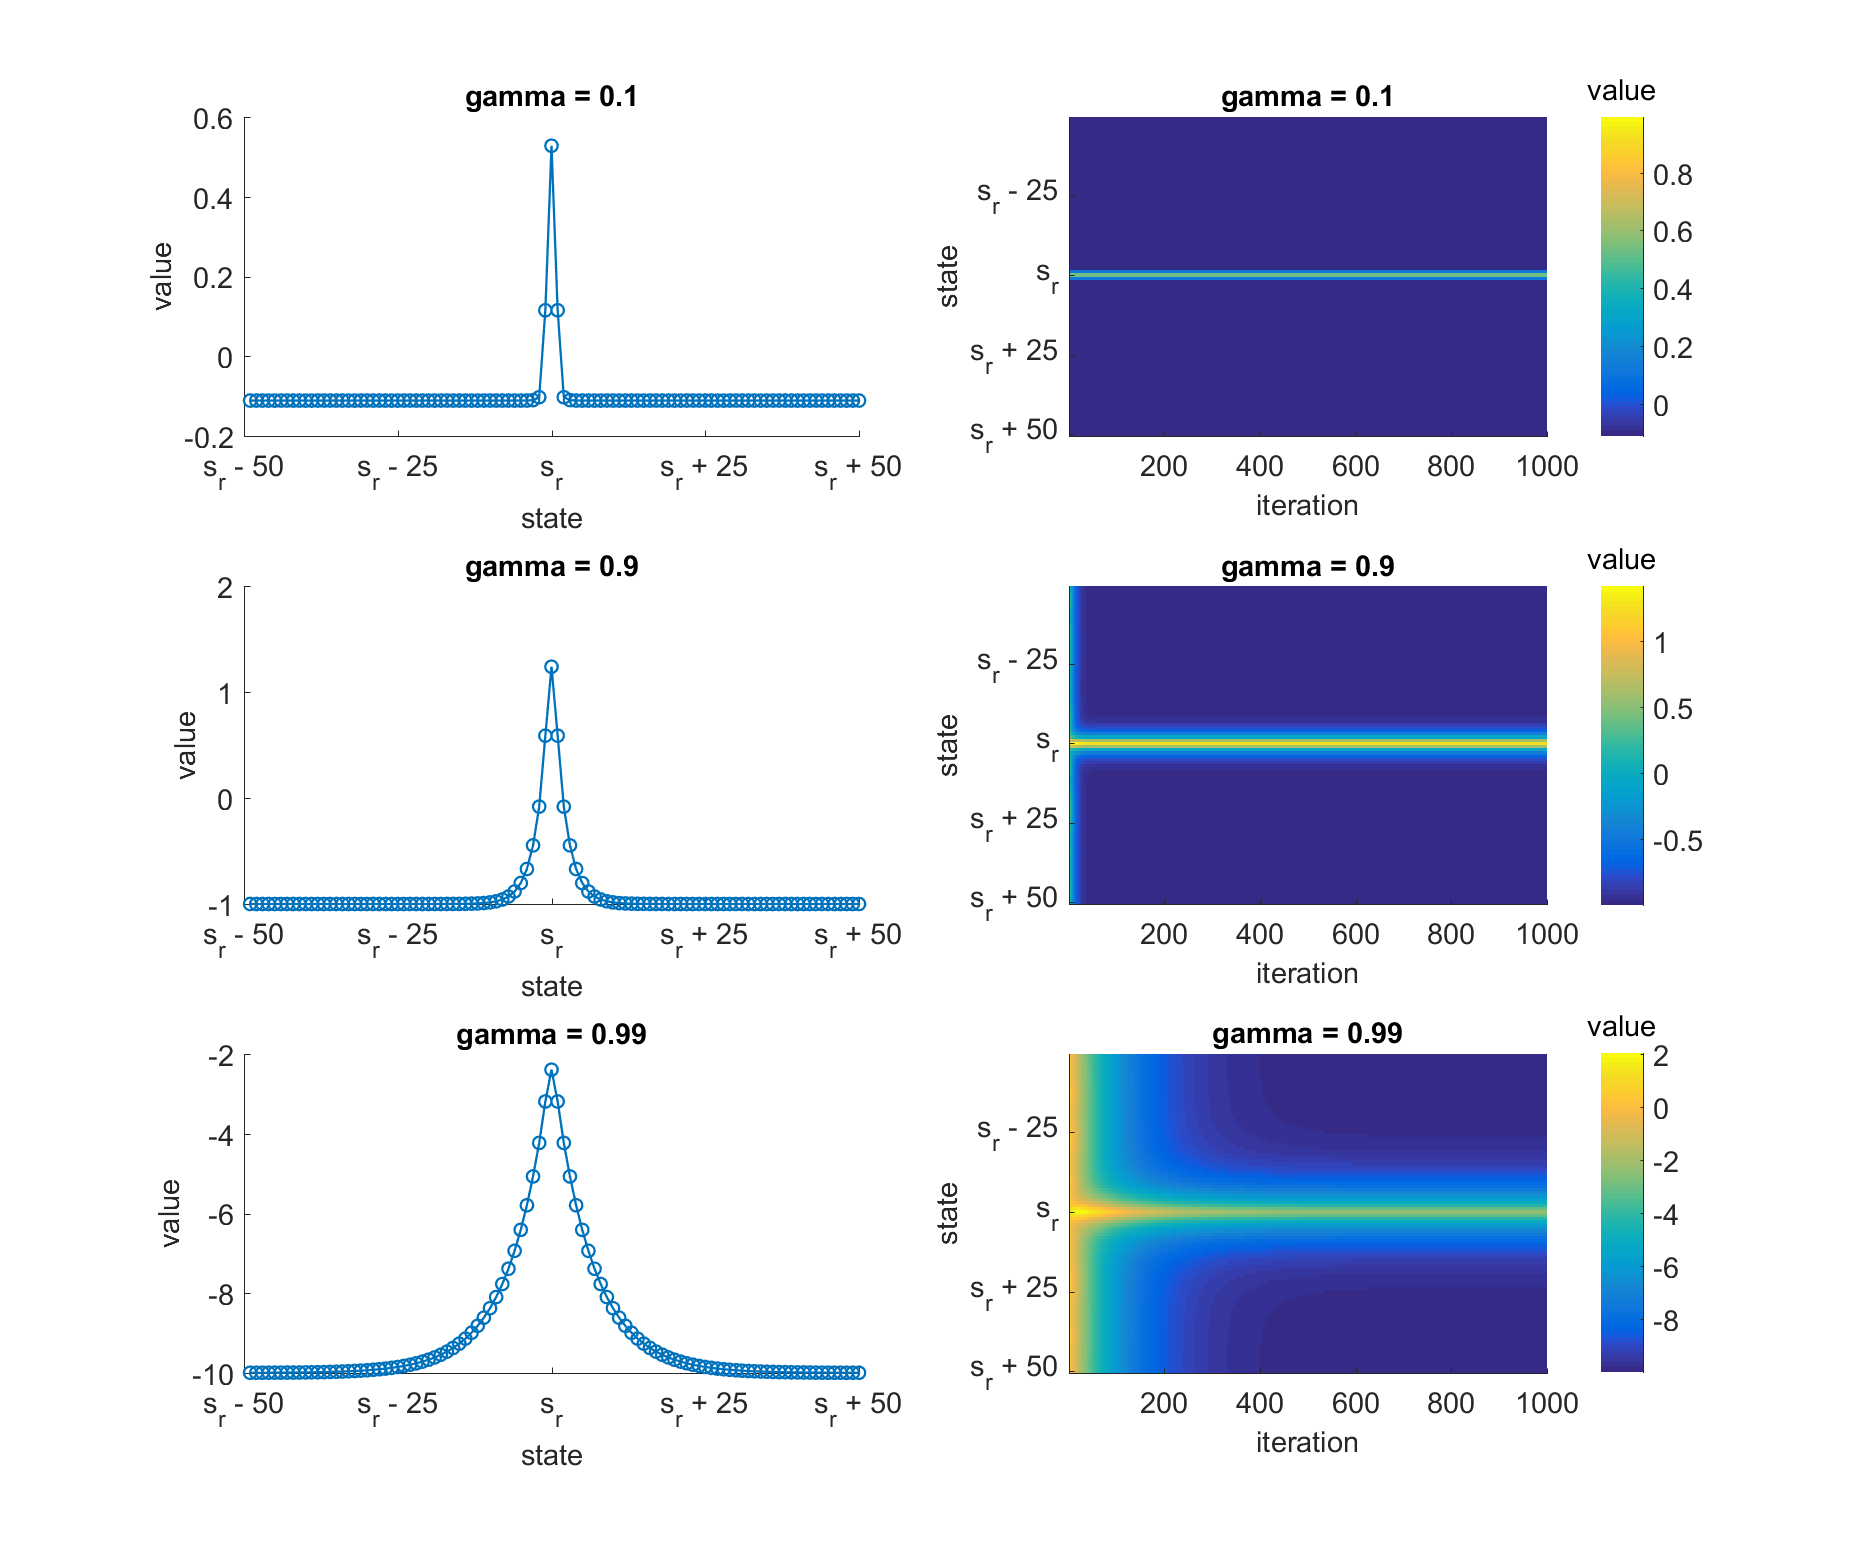 gamma = 0.1
0.6
0.4
0.2
0
-0.2
value
s_r - 50
s_r - 25
s_r
s_r + 25
s_r + 50
state
gamma = 0.1
s_r - 25
s_r
s_r + 25
s_r + 50
state
200
400
600
800
1000
iteration
value
0.8
0.6
0.4
0.2
0
gamma = 0.9
2
1
0
-1
value
s_r - 50
s_r - 25
s_r
s_r + 25
s_r + 50
state
gamma = 0.9
s_r - 25
s_r
s_r + 25
s_r + 50
state
200
400
600
800
1000
iteration
value
1
0.5
0
-0.5
gamma = 0.99
-2
-4
-6
-8
-10
value
s_r - 50
s_r - 25
s_r
s_r + 25
s_r + 50
state
gamma = 0.99
s_r - 25
s_r
s_r + 25
s_r + 50
state
200
400
600
800
1000
iteration
value
2
0
-2
-4
-6
-8